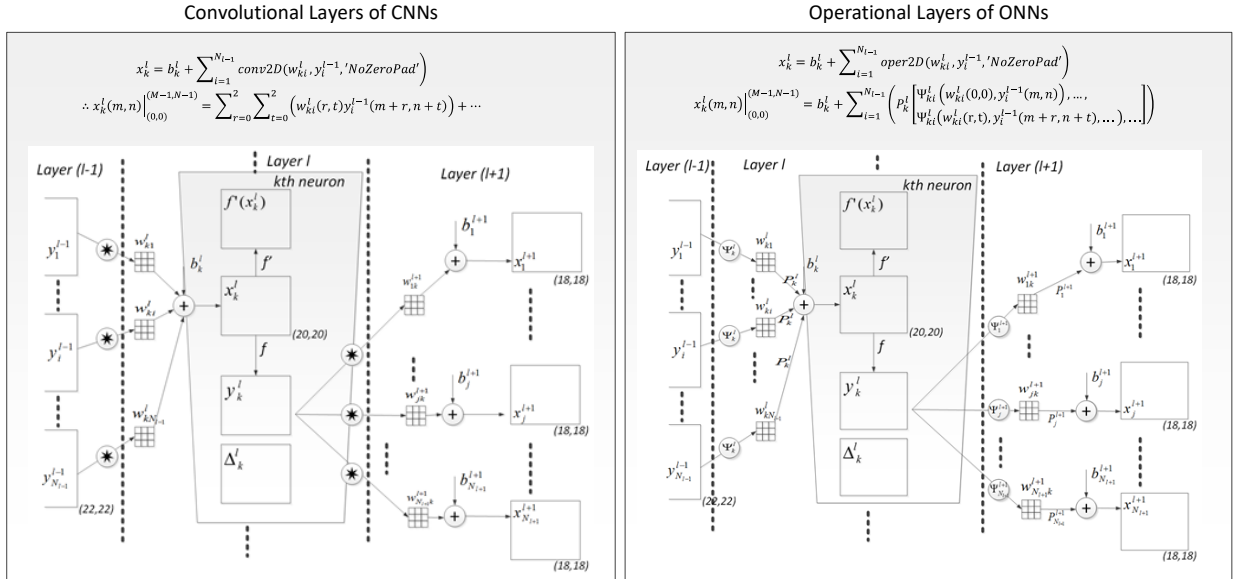 Convolutional Layers of CNNs
x_k^l = b_k^l + ∑_{i=1}^{N_{l-1}} conv2D(w_{ki}^l, y_i^{l-1}, 'NoZeroPad')
∴ x_k^l(m,n)|_{(0,0)}^{(M-1,N-1)} = ∑_{r=0}^2 ∑_{t=0}^2 (w_{ki}^l(r,t)y_i^{l-1}(m+r,n+t)) + ⋯
Layer (l-1)
Layer l
kth neuron
Layer (l+1)
f'(x_k^l)
y_1^{l-1}
w_{k1}^l
b_k^l
f'
b_1^{l+1}
x_1^{l+1}
(18,18)
w_{1k}^{l+1}
+
+
x_k^l
(20,20)
y_i^{l-1}
w_{ki}^l
f
y_k^l
w_{jk}^{l+1}
b_j^{l+1}
+
x_j^{l+1}
(18,18)
w_{kN_{l-1}}^l
y_{N_{l-1}}^{l-1}
(22,22)
Δ_k^l
w_{N_{l+1}k}^{l+1}
b_{N_{l+1}}^{l+1}
+
x_{N_{l+1}}^{l+1}
(18,18)
Operational Layers of ONNs
x_k^l = b_k^l + ∑_{i=1}^{N_{l-1}} oper2D(w_{ki}^l, y_i^{l-1}, 'NoZeroPad')
x_k^l(m,n)|_{(0,0)}^{(M-1,N-1)} = b_k^l + ∑_{i=1}^{N_{l-1}} (P_k^l [Ψ_{ki}^l (w_{ki}^l(0,0), y_i^{l-1}(m,n)), …,
Ψ_{ki}^l(w_{ki}^l(r,t), y_i^{l-1}(m+r,n+t), …), …])
Layer (l-1)
Layer l
kth neuron
Layer (l+1)
f'(x_k^l)
y_1^{l-1}
Ψ_k^l
w_{k1}^l
P_k^l
b_k^l
f'
b_1^{l+1}
+
x_1^{l+1}
(18,18)
w_{1k}^{l+1}
P_1^{l+1}
Ψ_1^{l+1}
+
x_k^l
(20,20)
y_i^{l-1}
Ψ_k^l
w_{ki}^l
P_k^l
f
P_k^l
y_k^l
Ψ_j^{l+1}
w_{jk}^{l+1}
P_j^{l+1}
b_j^{l+1}
+
x_j^{l+1}
(18,18)
w_{kN_{l-1}}^l
Ψ_k^l
y_{N_{l-1}}^{l-1}
(22,22)
Δ_k^l
w_{N_{l+1}k}^{l+1}
b_{N_{l+1}}^{l+1}
+
x_{N_{l+1}}^{l+1}
(18,18)